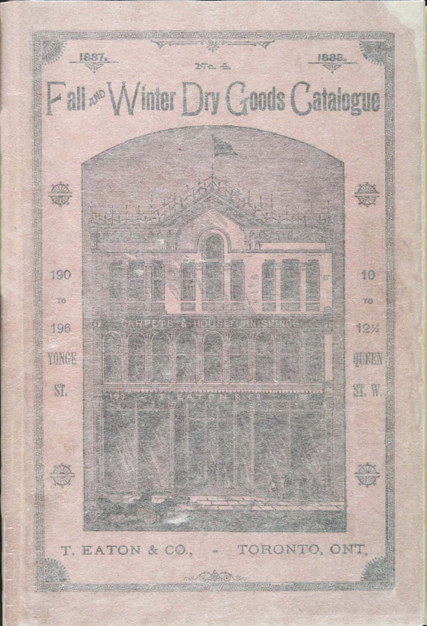 1887. 1888.
No. 4.
Fall AND Winter Dry Goods Catalogue
190
TO
196
YONGE
ST.
10
TO
12½
QUEEN
ST. W.
CARPETS & HOUSEFURNISHINGS
T. EATON & CO., - TORONTO, ONT.